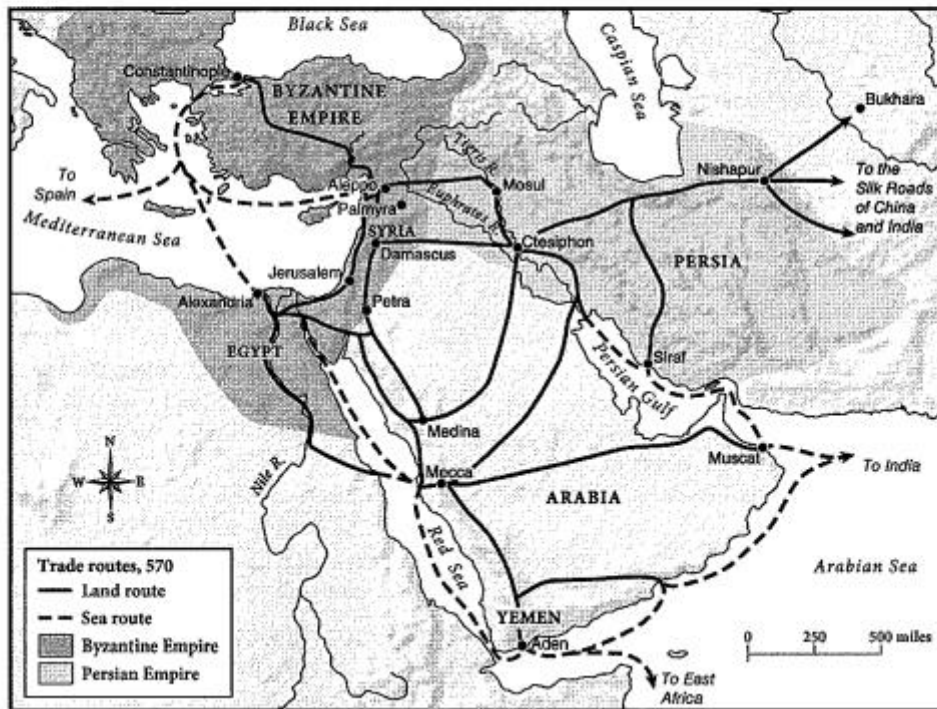 Black Sea
Constantinople
BYZANTINE
EMPIRE
Caspian Sea
Bukhara
Tigris R.
Nishapur
To
Spain
Aleppo
Mosul
To the
Silk Roads
of China
and India
Palmyra
Euphrates R.
Mediterranean Sea
SYRIA
Damascus
Ctesiphon
PERSIA
Jerusalem
Alexandria
Petra
EGYPT
Siraf
Persian Gulf
Medina
N
W
E
S
Nile R.
Mecca
Muscat
To India
ARABIA
Red Sea
Arabian Sea
Trade routes, 570
Land route
Sea route
Byzantine Empire
Persian Empire
YEMEN
Aden
0 250 500 miles
To East
Africa